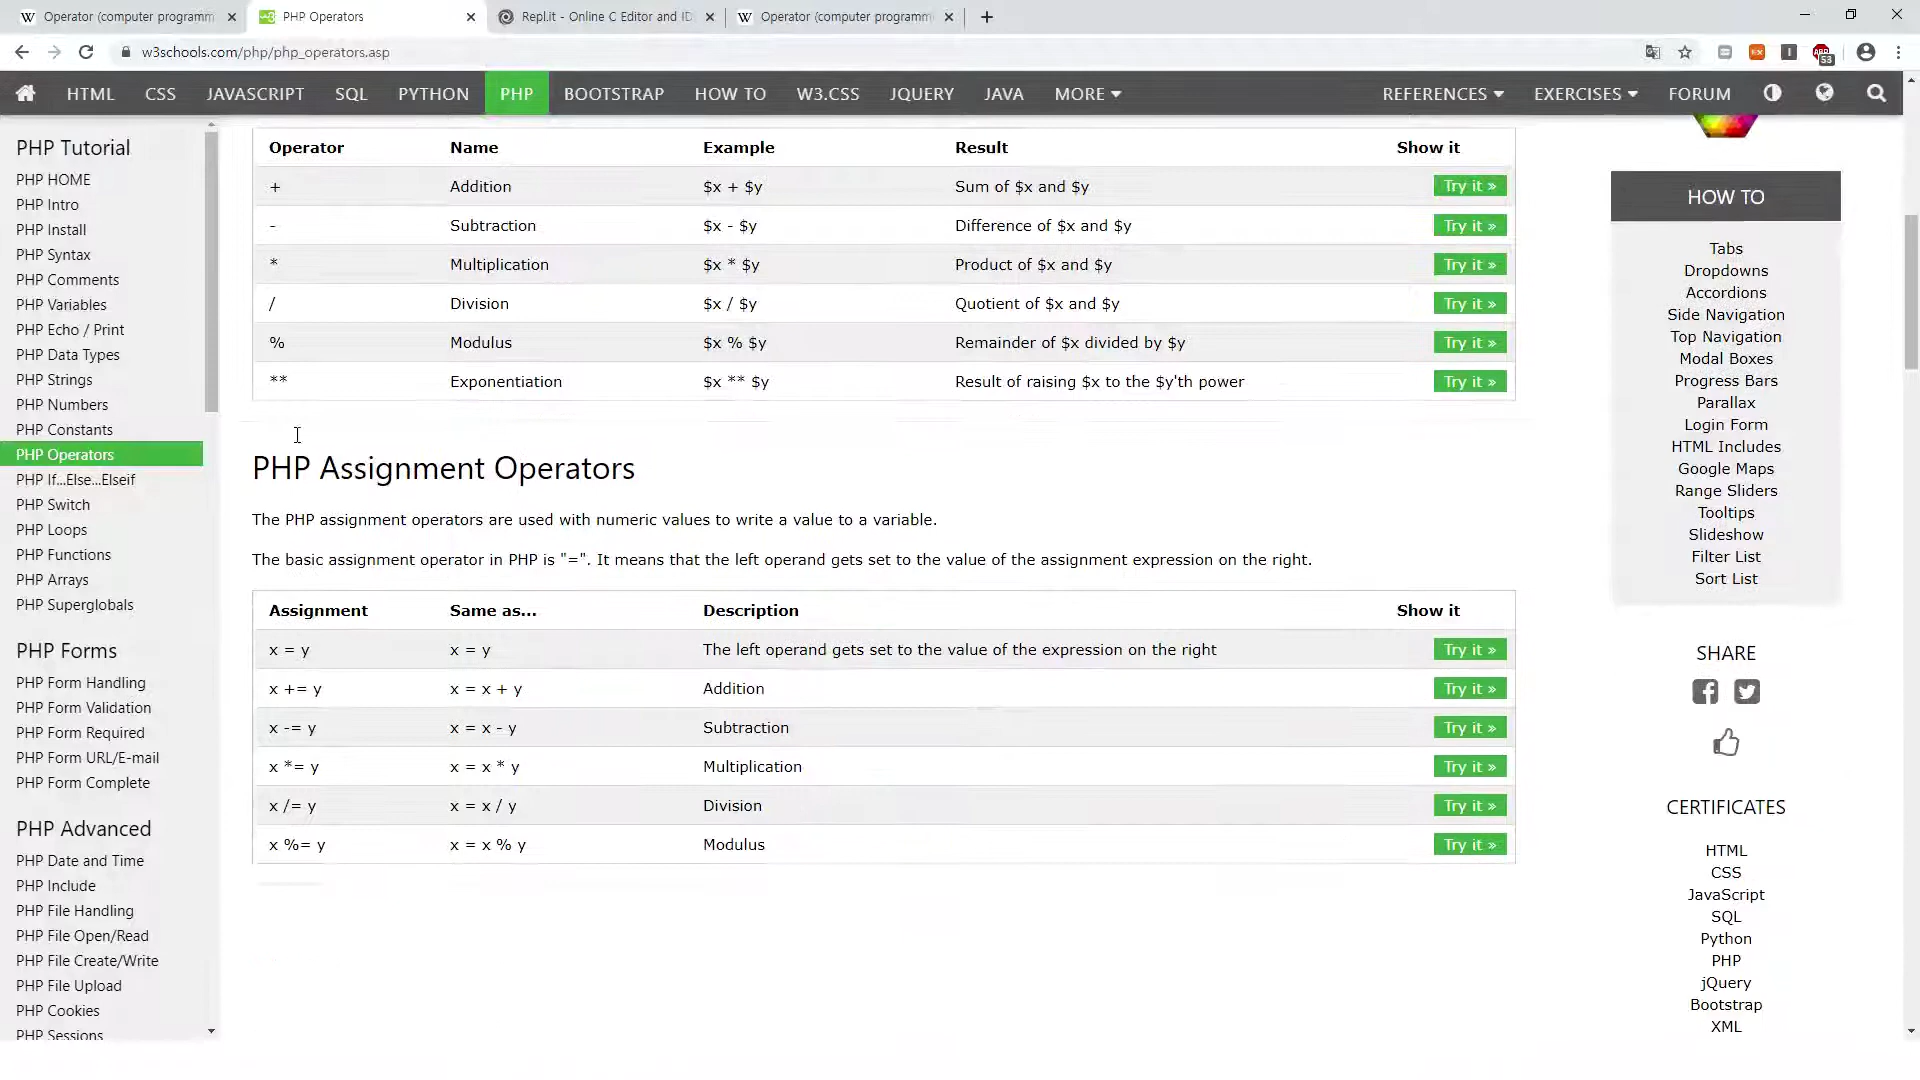 Operator (computer programm
PHP Operators
Repl.it - Online C Editor and ID
Operator (computer programm
w3schools.com/php/php_operators.asp
53
HTML CSS JAVASCRIPT SQL PYTHON PHP BOOTSTRAP HOW TO W3.CSS JQUERY JAVA MORE REFERENCES EXERCISES FORUM
PHP Tutorial
PHP HOME
PHP Intro
PHP Install
PHP Syntax
PHP Comments
PHP Variables
PHP Echo / Print
PHP Data Types
PHP Strings
PHP Numbers
PHP Constants
PHP Operators
PHP If...Else...Elseif
PHP Switch
PHP Loops
PHP Functions
PHP Arrays
PHP Superglobals
PHP Forms
PHP Form Handling
PHP Form Validation
PHP Form Required
PHP Form URL/E-mail
PHP Form Complete
PHP Advanced
PHP Date and Time
PHP Include
PHP File Handling
PHP File Open/Read
PHP File Create/Write
PHP File Upload
PHP Cookies
PHP Sessions
Operator Name Example Result Show it
+ Addition $x + $y Sum of $x and $y Try it »
- Subtraction $x - $y Difference of $x and $y Try it »
* Multiplication $x * $y Product of $x and $y Try it »
/ Division $x / $y Quotient of $x and $y Try it »
% Modulus $x % $y Remainder of $x divided by $y Try it »
** Exponentiation $x ** $y Result of raising $x to the $y'th power Try it »
PHP Assignment Operators
The PHP assignment operators are used with numeric values to write a value to a variable.
The basic assignment operator in PHP is "=". It means that the left operand gets set to the value of the assignment expression on the right.
Assignment Same as... Description Show it
x = y x = y The left operand gets set to the value of the expression on the right Try it »
x += y x = x + y Addition Try it »
x -= y x = x - y Subtraction Try it »
x *= y x = x * y Multiplication Try it »
x /= y x = x / y Division Try it »
x %= y x = x % y Modulus Try it »
HOW TO
Tabs
Dropdowns
Accordions
Side Navigation
Top Navigation
Modal Boxes
Progress Bars
Parallax
Login Form
HTML Includes
Google Maps
Range Sliders
Tooltips
Slideshow
Filter List
Sort List
SHARE
CERTIFICATES
HTML
CSS
JavaScript
SQL
Python
PHP
jQuery
Bootstrap
XML